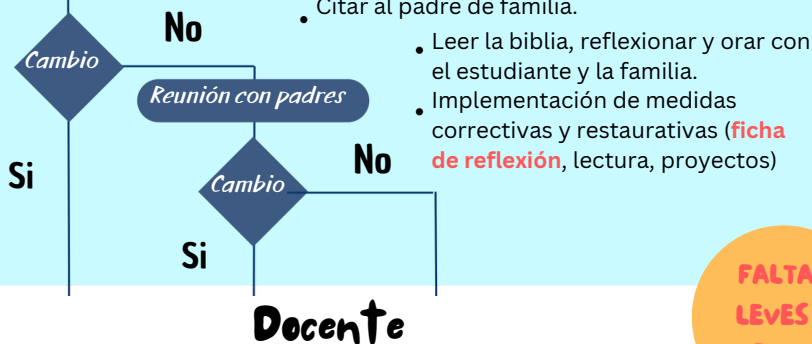 Citar al padre de familia.
No
Cambio
Leer la biblia, reflexionar y orar con
el estudiante y la familia.
Reunión con padres
Implementación de medidas
correctivas y restaurativas (ficha
de reflexión, lectura, proyectos)
Si
No
Cambio
Si
FALTA
LEVES
Docente